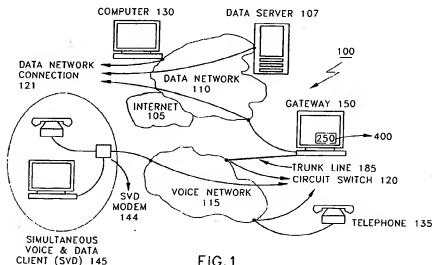 COMPUTER 130
DATA SERVER 107
DATA NETWORK
CONNECTION
121
DATA NETWORK
110
INTERNET
105
100
GATEWAY 150
250
400
TRUNK LINE 185
CIRCUIT SWITCH 120
VOICE NETWORK
115
SVD
MODEM
144
TELEPHONE 135
SIMULTANEOUS
VOICE & DATA
CLIENT (SVD) 145
FIG. 1